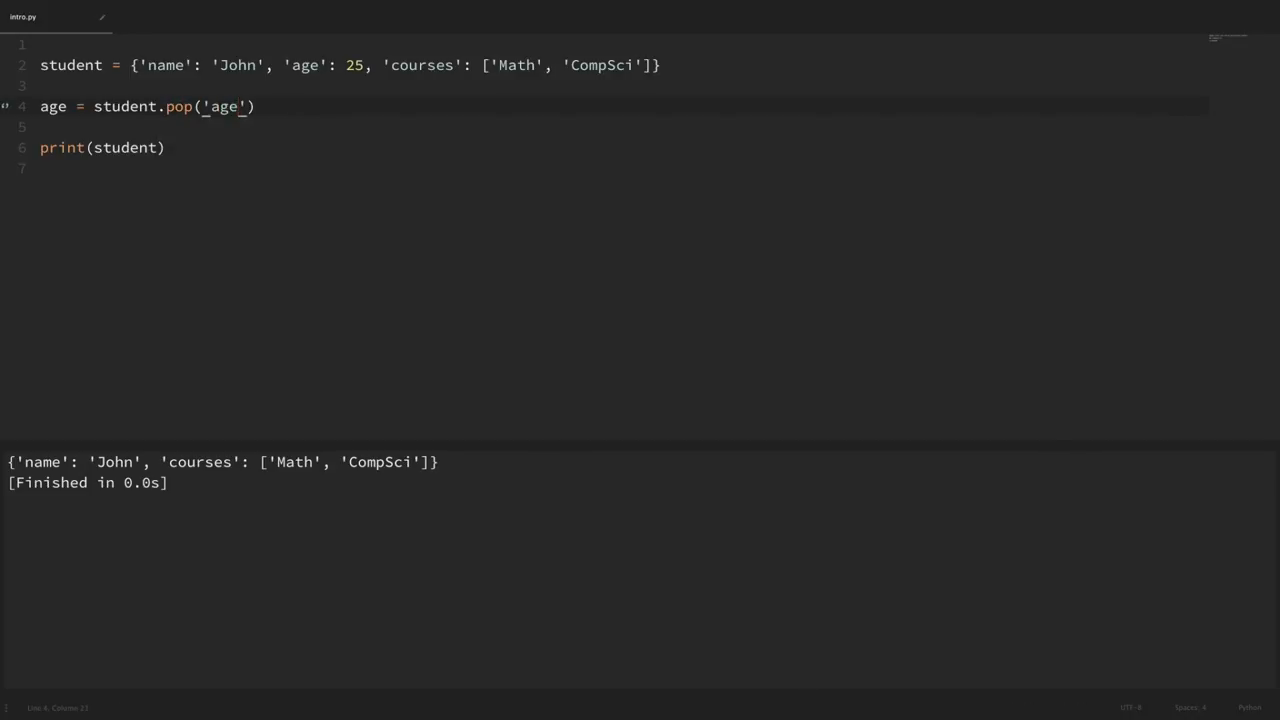 intro.py
1
2 student = {'name': 'John', 'age': 25, 'courses': ['Math', 'CompSci']}
3
4 age = student.pop('age')
5
6 print(student)
7
{'name': 'John', 'courses': ['Math', 'CompSci']}
[Finished in 0.0s]
Line 4, Column 23 UTF-8 Spaces: 4 Python